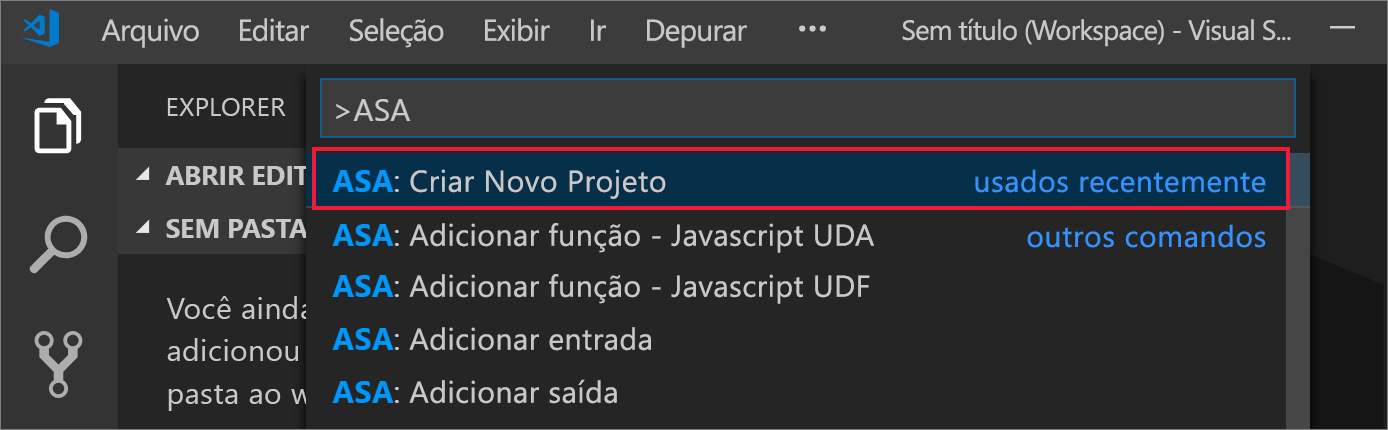 Arquivo Editar Seleção Exibir Ir Depurar ··· Sem título (Workspace) - Visual S...
EXPLORER
>ASA
ABRIR EDIT
SEM PASTA
Você ainda
adicionou
pasta ao w
ASA: Criar Novo Projeto usados recentemente
ASA: Adicionar função - Javascript UDA outros comandos
ASA: Adicionar função - Javascript UDF
ASA: Adicionar entrada
ASA: Adicionar saída